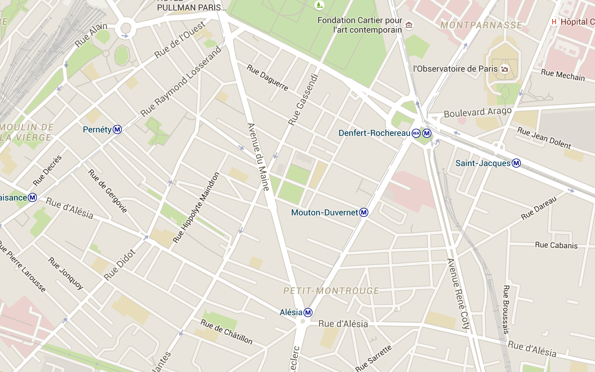 PULLMAN PARIS
Fondation Cartier pour
l'art contemporain
MONTPARNASSE
Hôpital C
Rue Alain
Rue de l'Ouest
Rue Raymond Losserand
Rue Daguerre
Rue Gassendi
l'Observatoire de Paris
Rue Mechain
Boulevard Arago
MOULIN DE
LA VIERGE
Pernéty
Denfert-Rochereau
Rue Jean Dolent
Saint-Jacques
Avenue du Maine
Rue Decrès
Rue de Gergovie
Rue Hippolyte Maindron
aisance
Rue d'Alésia
Mouton-Duvernet
Rue Dareau
Rue Cabanis
Rue Didot
Rue Pierre Larousse
Rue Jonquoy
Avenue René Coty
Rue Broussais
PETIT-MONTROUGE
Alésia
Rue d'Alésia
Rue de Châtillon
Rue Sarrette
lantes
Leclerc